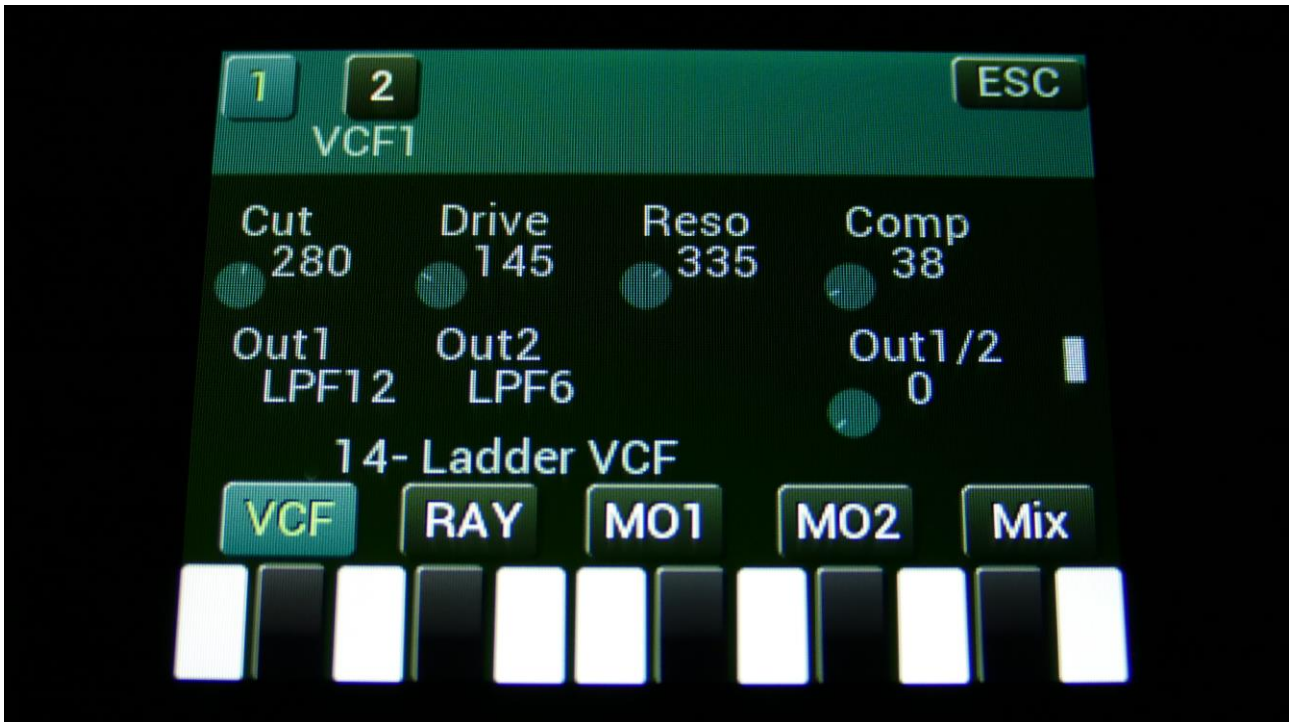 1 2 ESC
VCF1
Cut Drive Reso Comp
280 145 335 38
Out1 Out2 Out1/2
LPF12 LPF6 0
14- Ladder VCF
VCF RAY MO1 MO2 Mix